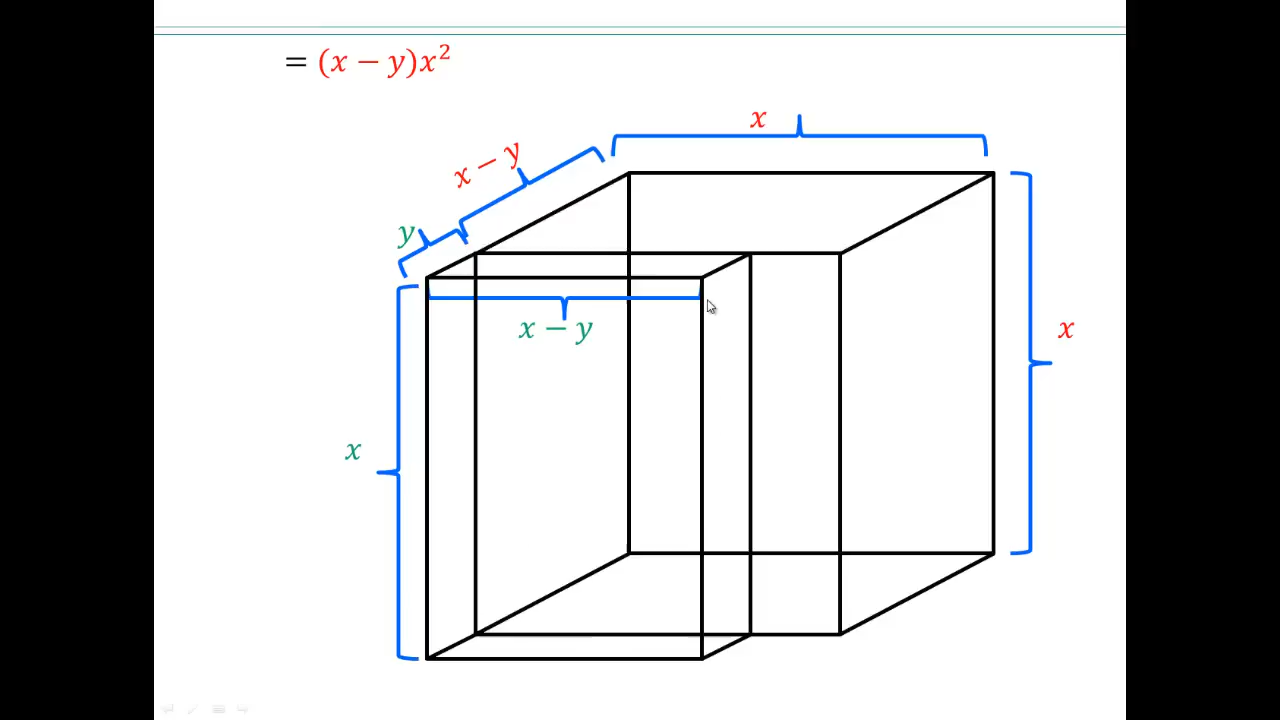 = (x − y)x²
x
x − y
y
x − y
x
x